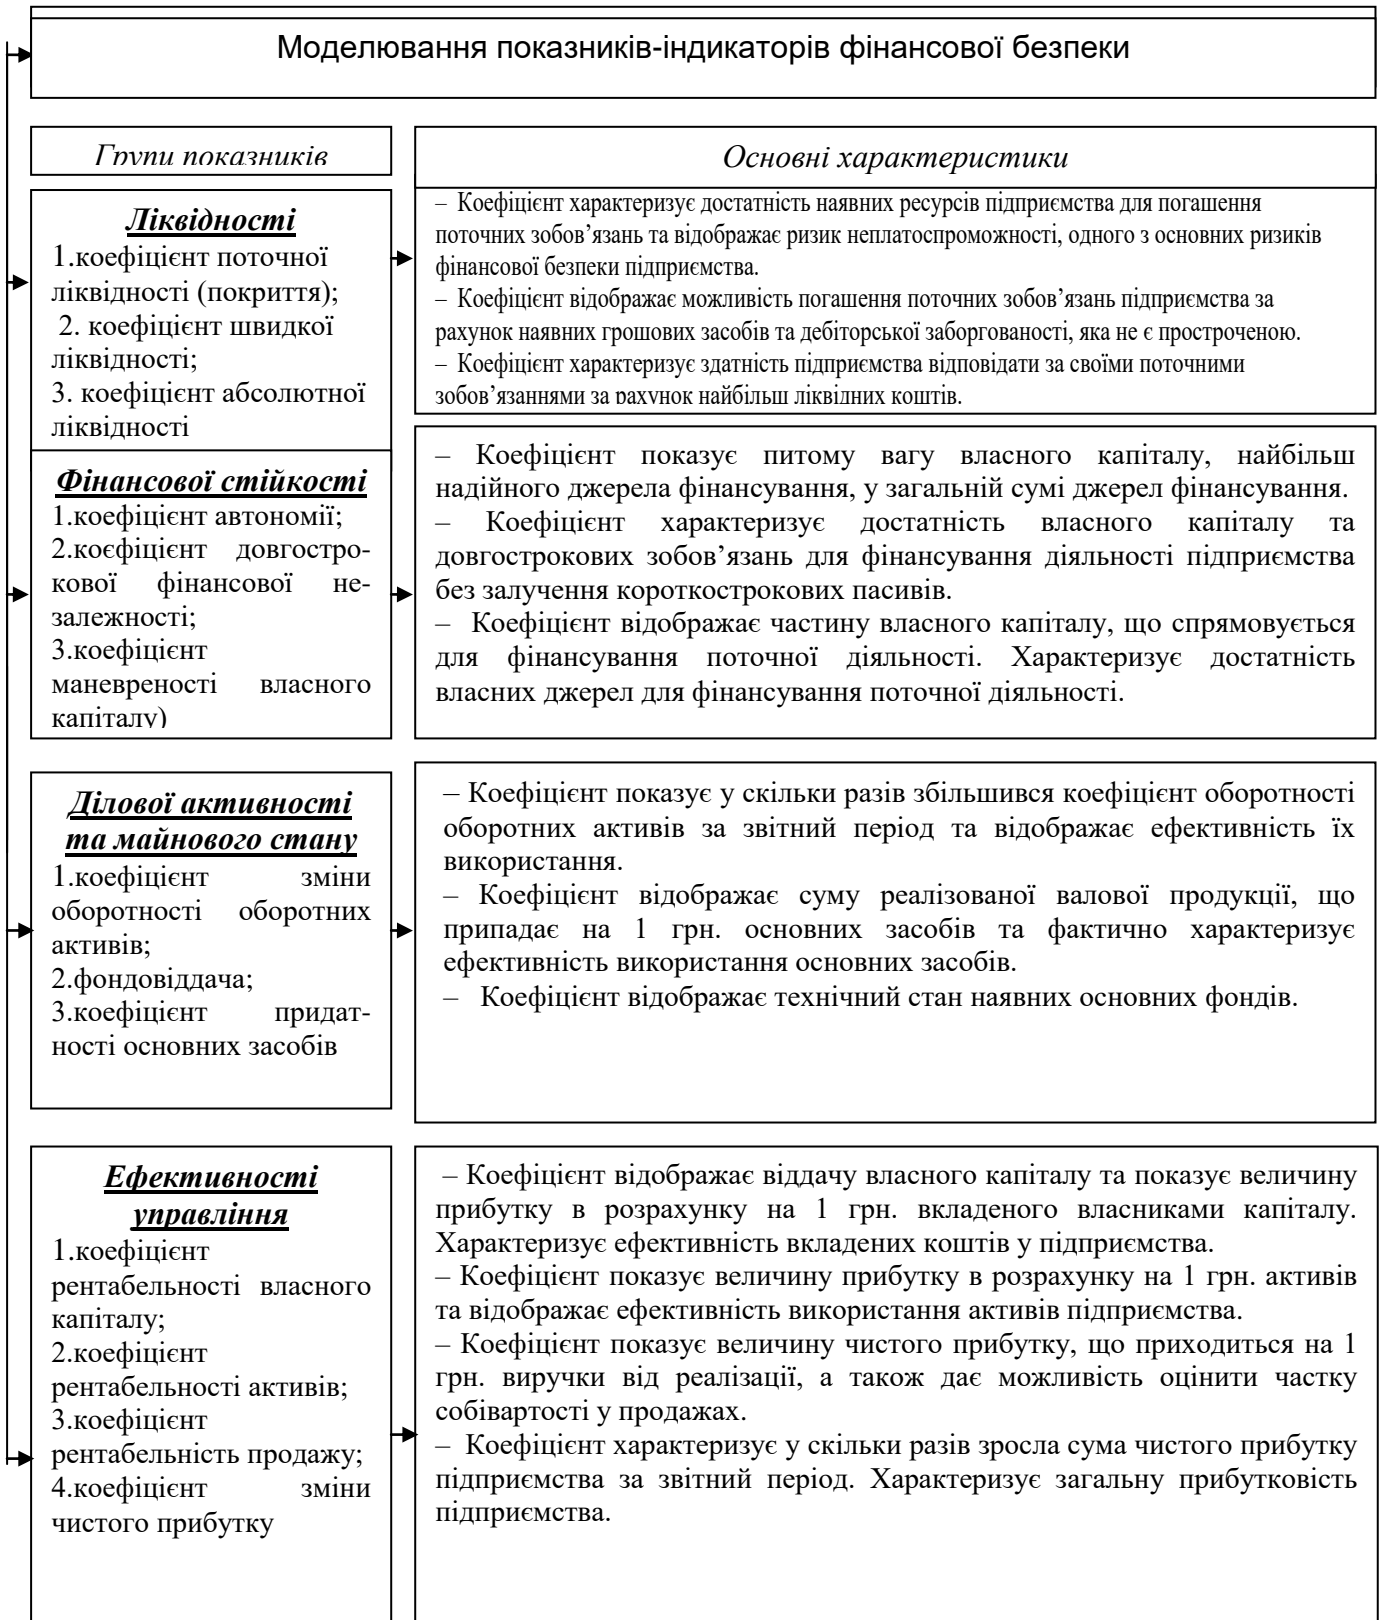 Моделювання показників-індикаторів фінансової безпеки
Групи показників
Основні характеристики
Ліквідності
1.коефіцієнт поточної
ліквідності (покриття);
2. коефіцієнт швидкої
ліквідності;
3. коефіцієнт абсолютної
ліквідності
– Коефіцієнт характеризує достатність наявних ресурсів підприємства для погашення
поточних зобов’язань та відображає ризик неплатоспроможності, одного з основних ризиків
фінансової безпеки підприємства.
– Коефіцієнт відображає можливість погашення поточних зобов’язань підприємства за
рахунок наявних грошових засобів та дебіторської заборгованості, яка не є простроченою.
– Коефіцієнт характеризує здатність підприємства відповідати за своїми поточними
зобов’язаннями за рахунок найбільш ліквідних коштів.
Фінансової стійкості
1.коефіцієнт автономії;
2.коєфіцієнт довгостро-
кової фінансової не-
залежності;
3.коефіцієнт
маневреності власного
капіталу)
– Коефіцієнт показує питому вагу власного капіталу, найбільш
надійного джерела фінансування, у загальній сумі джерел фінансування.
– Коефіцієнт характеризує достатність власного капіталу та
довгострокових зобов’язань для фінансування діяльності підприємства
без залучення короткострокових пасивів.
– Коефіцієнт відображає частину власного капіталу, що спрямовується
для фінансування поточної діяльності. Характеризує достатність
власних джерел для фінансування поточної діяльності.
Ділової активності
та майнового стану
1.коефіцієнт зміни
оборотності оборотних
активів;
2.фондовіддача;
3.коефіцієнт придат-
ності основних засобів
– Коефіцієнт показує у скільки разів збільшився коефіцієнт оборотності
оборотних активів за звітний період та відображає ефективність їх
використання.
– Коефіцієнт відображає суму реалізованої валової продукції, що
припадає на 1 грн. основних засобів та фактично характеризує
ефективність використання основних засобів.
– Коефіцієнт відображає технічний стан наявних основних фондів.
Ефективності
управління
1.коефіцієнт
рентабельності власного
капіталу;
2.коефіцієнт
рентабельності активів;
3.коефіцієнт
рентабельність продажу;
4.коефіцієнт зміни
чистого прибутку
– Коефіцієнт відображає віддачу власного капіталу та показує величину
прибутку в розрахунку на 1 грн. вкладеного власниками капіталу.
Характеризує ефективність вкладених коштів у підприємства.
– Коефіцієнт показує величину прибутку в розрахунку на 1 грн. активів
та відображає ефективність використання активів підприємства.
– Коефіцієнт показує величину чистого прибутку, що приходиться на 1
грн. виручки від реалізації, а також дає можливість оцінити частку
собівартості у продажах.
– Коефіцієнт характеризує у скільки разів зросла сума чистого прибутку
підприємства за звітний період. Характеризує загальну прибутковість
підприємства.